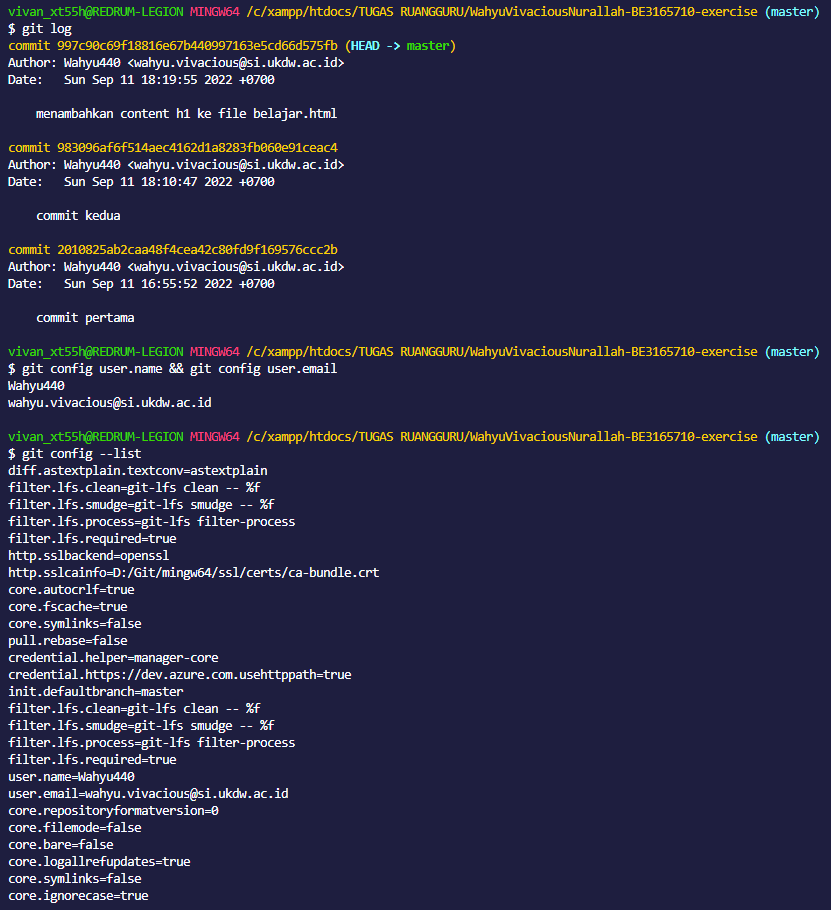 vivan_xt55h@REDRUM-LEGION MINGW64 /c/xampp/htdocs/TUGAS RUANGGURU/WahyuVivaciousNurallah-BE3165710-exercise (master)
$ git log
commit 997c90c69f18816e67b440997163e5cd66d575fb (HEAD -> master)
Author: Wahyu440 <wahyu.vivacious@si.ukdw.ac.id>
Date:   Sun Sep 11 18:19:55 2022 +0700

    menambahkan content h1 ke file belajar.html

commit 983096af6f514aec4162d1a8283fb060e91ceac4
Author: Wahyu440 <wahyu.vivacious@si.ukdw.ac.id>
Date:   Sun Sep 11 18:10:47 2022 +0700

    commit kedua

commit 2010825ab2caa48f4cea42c80fd9f169576ccc2b
Author: Wahyu440 <wahyu.vivacious@si.ukdw.ac.id>
Date:   Sun Sep 11 16:55:52 2022 +0700

    commit pertama

vivan_xt55h@REDRUM-LEGION MINGW64 /c/xampp/htdocs/TUGAS RUANGGURU/WahyuVivaciousNurallah-BE3165710-exercise (master)
$ git config user.name && git config user.email
Wahyu440
wahyu.vivacious@si.ukdw.ac.id

vivan_xt55h@REDRUM-LEGION MINGW64 /c/xampp/htdocs/TUGAS RUANGGURU/WahyuVivaciousNurallah-BE3165710-exercise (master)
$ git config --list
diff.astextplain.textconv=astextplain
filter.lfs.clean=git-lfs clean -- %f
filter.lfs.smudge=git-lfs smudge -- %f
filter.lfs.process=git-lfs filter-process
filter.lfs.required=true
http.sslbackend=openssl
http.sslcainfo=D:/Git/mingw64/ssl/certs/ca-bundle.crt
core.autocrlf=true
core.fscache=true
core.symlinks=false
pull.rebase=false
credential.helper=manager-core
credential.https://dev.azure.com.usehttppath=true
init.defaultbranch=master
filter.lfs.clean=git-lfs clean -- %f
filter.lfs.smudge=git-lfs smudge -- %f
filter.lfs.process=git-lfs filter-process
filter.lfs.required=true
user.name=Wahyu440
user.email=wahyu.vivacious@si.ukdw.ac.id
core.repositoryformatversion=0
core.filemode=false
core.bare=false
core.logallrefupdates=true
core.symlinks=false
core.ignorecase=true